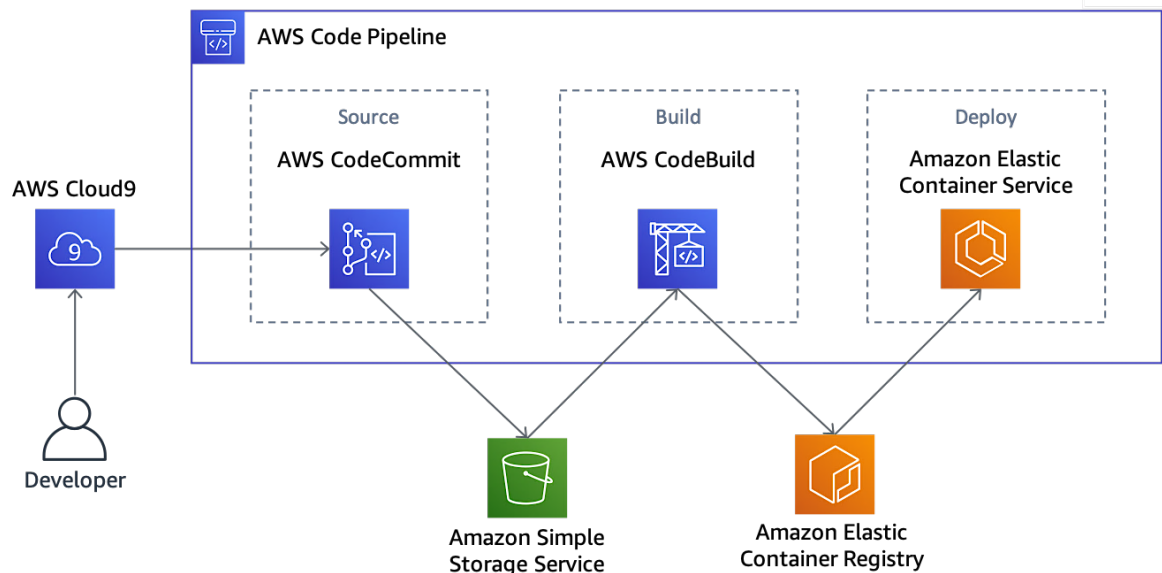 AWS Code Pipeline
Source
AWS CodeCommit
Build
AWS CodeBuild
Deploy
Amazon Elastic
Container Service
AWS Cloud9
9
Developer
Amazon Simple
Storage Service
Amazon Elastic
Container Registry